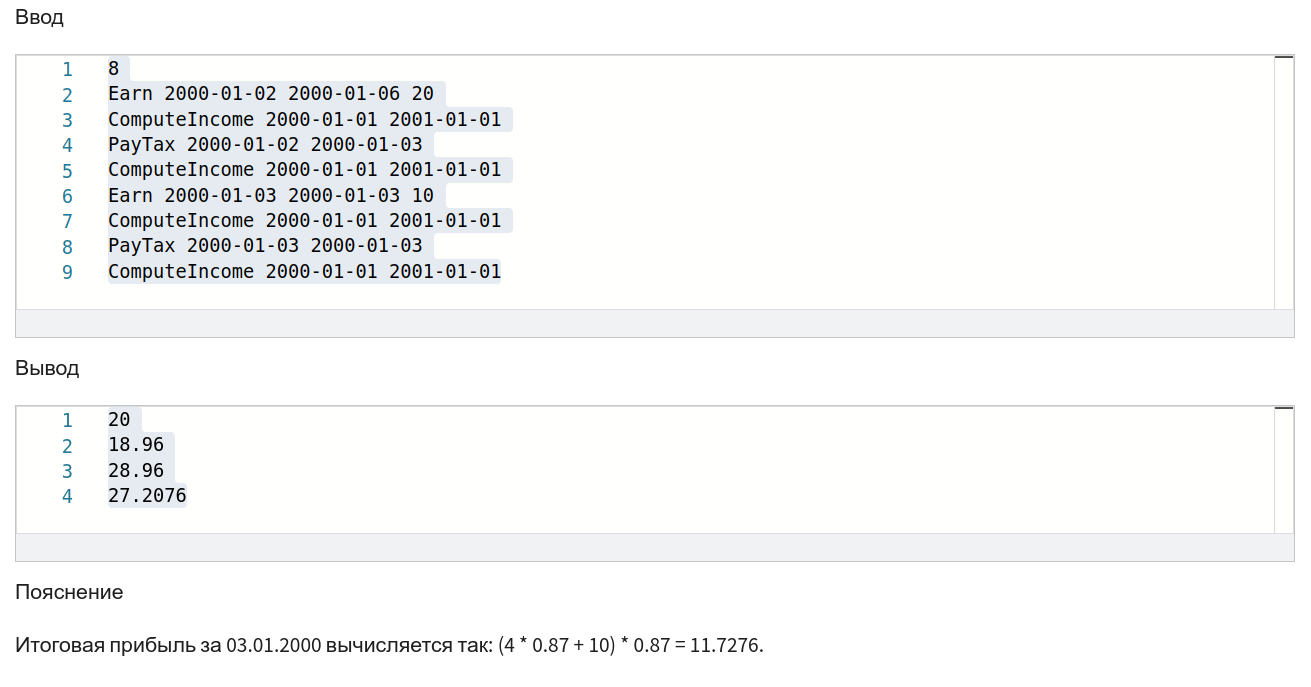 Ввод
1 8
2 Earn 2000-01-02 2000-01-06 20
3 ComputeIncome 2000-01-01 2001-01-01
4 PayTax 2000-01-02 2000-01-03
5 ComputeIncome 2000-01-01 2001-01-01
6 Earn 2000-01-03 2000-01-03 10
7 ComputeIncome 2000-01-01 2001-01-01
8 PayTax 2000-01-03 2000-01-03
9 ComputeIncome 2000-01-01 2001-01-01
Вывод
1 20
2 18.96
3 28.96
4 27.2076
Пояснение
Итоговая прибыль за 03.01.2000 вычисляется так: (4 * 0.87 + 10) * 0.87 = 11.7276.